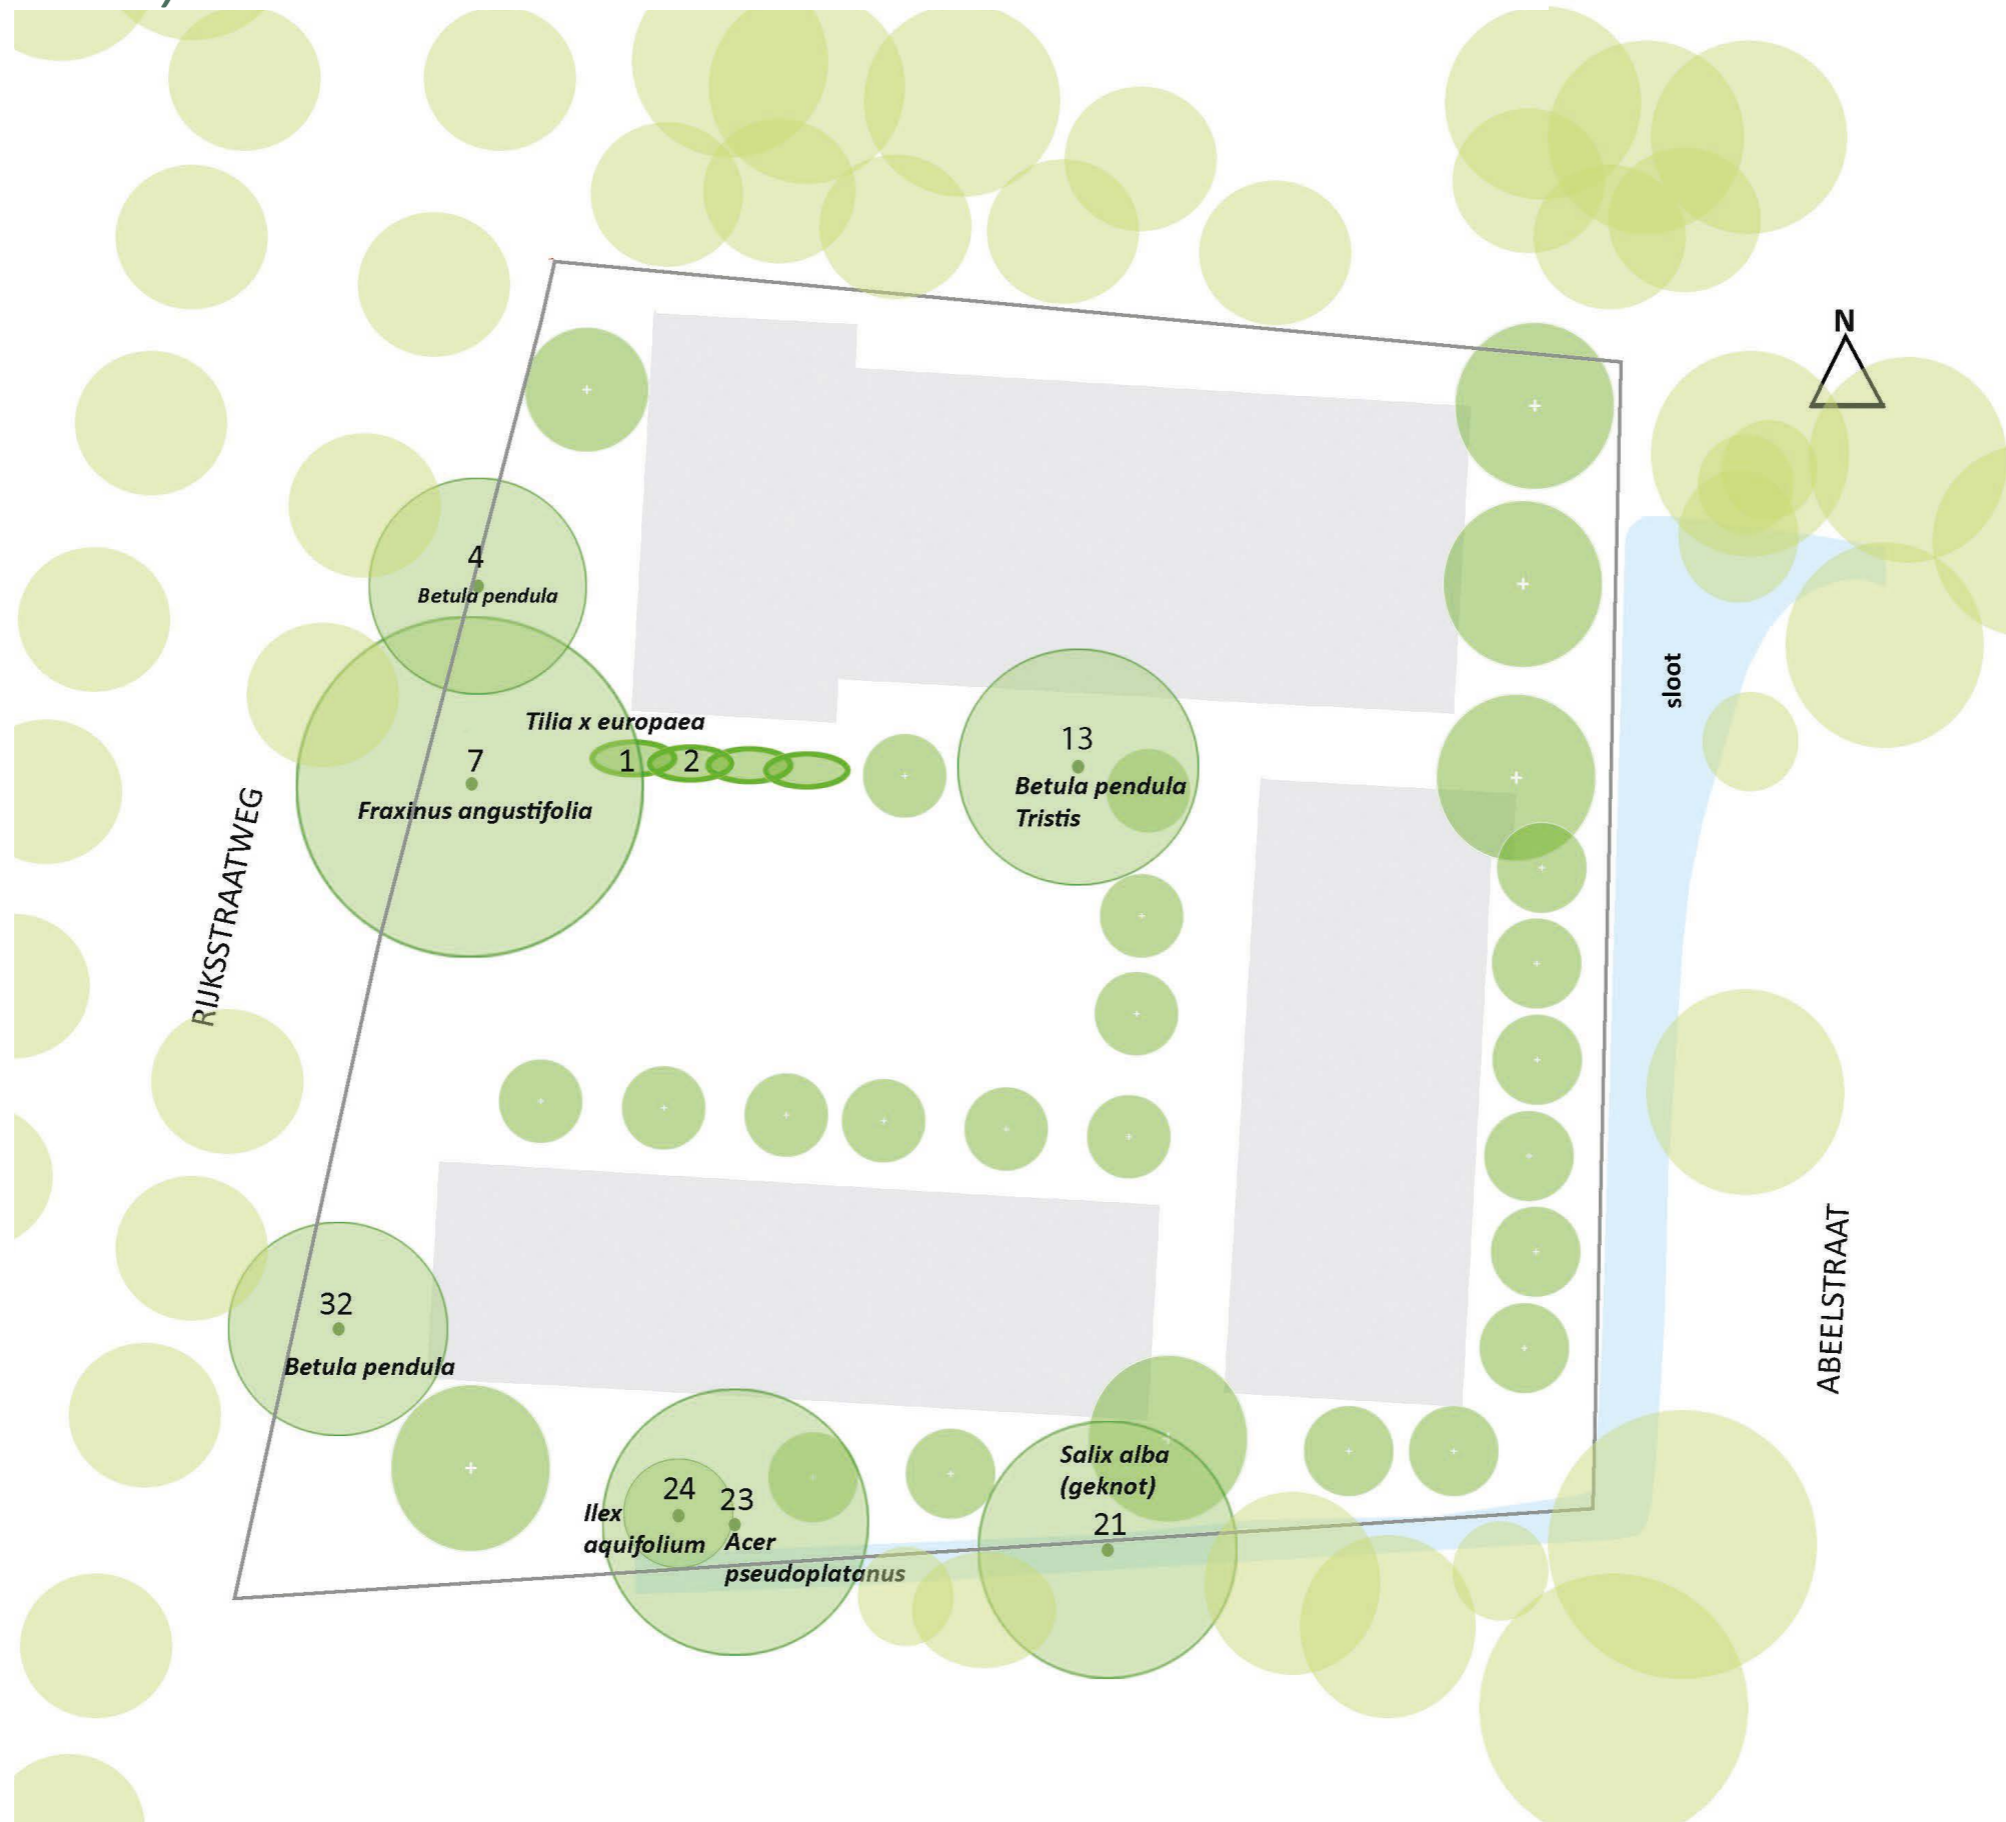 N
4
Betula pendula
sloot
Tilia x europaea
1
2
7
Fraxinus angustifolia
13
Betula pendula
Tristis
RIJKSSTRAATWEG
ABEELSTRAAT
32
Betula pendula
Salix alba
(geknot)
21
24
23
Ilex
aquifolium
Acer
pseudoplatanus